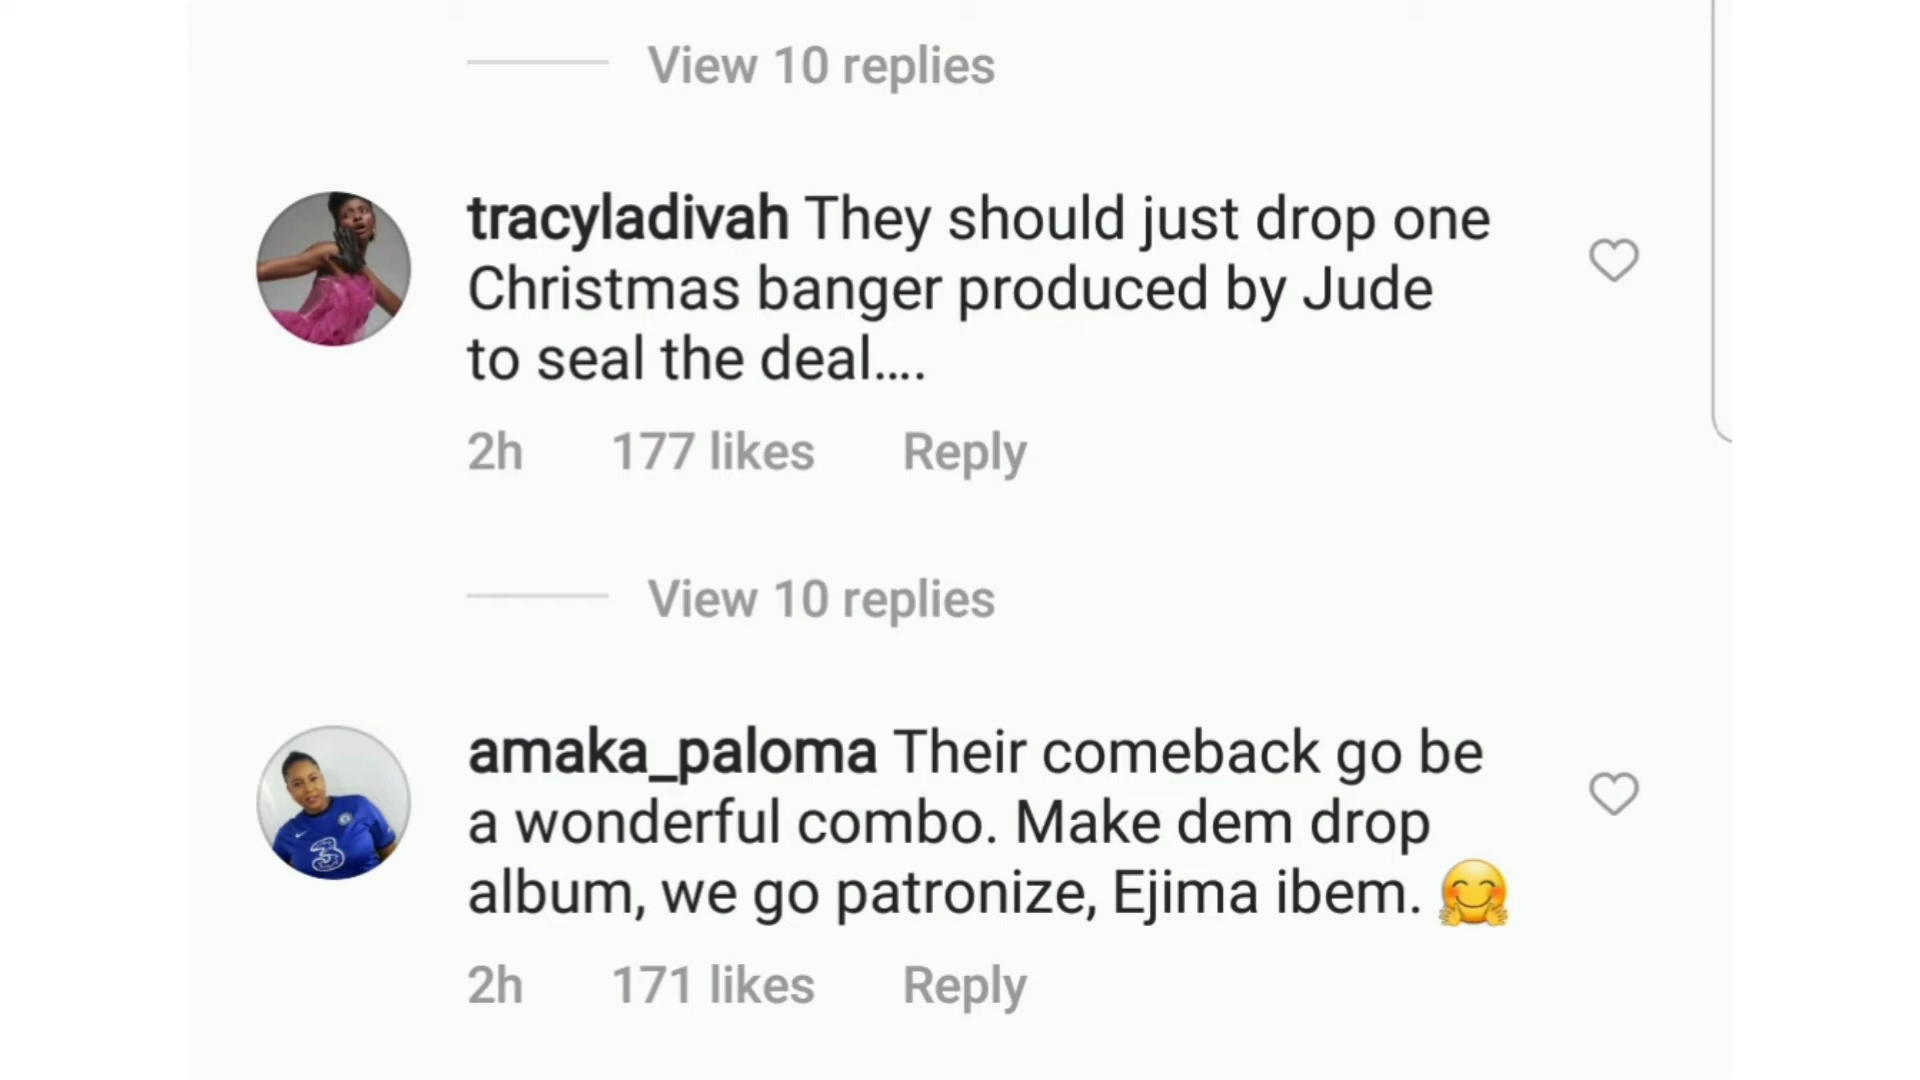 View 10 replies
tracyladivah They should just drop one
Christmas banger produced by Jude
to seal the deal....
2h 177 likes Reply
View 10 replies
amaka_paloma Their comeback go be
a wonderful combo. Make dem drop
album, we go patronize, Ejima ibem. 🤗
2h 171 likes Reply
3